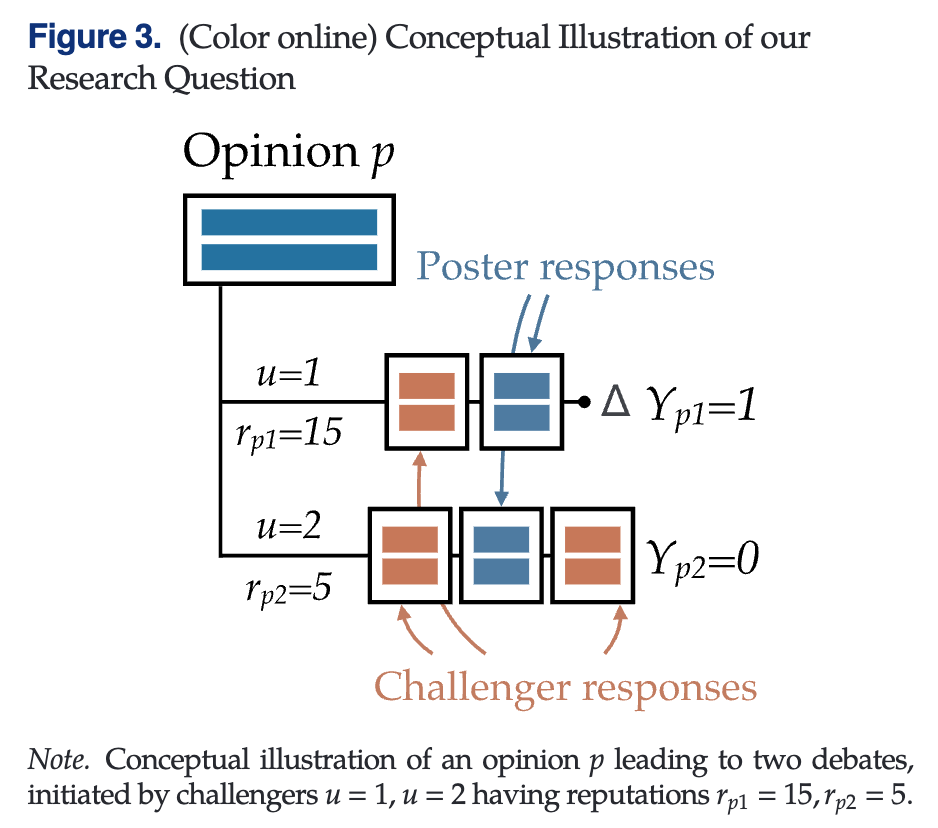 Figure 3. (Color online) Conceptual Illustration of our
Research Question
Opinion p
Poster responses
u=1
r_{p1}=15
Δ Y_{p1}=1
u=2
r_{p2}=5
Y_{p2}=0
Challenger responses
Note. Conceptual illustration of an opinion p leading to two debates,
initiated by challengers u = 1, u = 2 having reputations r_{p1} = 15, r_{p2} = 5.